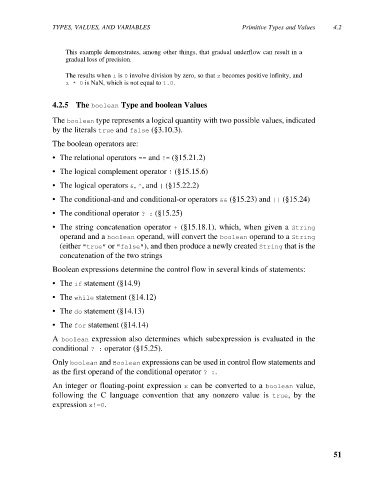 TYPES, VALUES, AND VARIABLES Primitive Types and Values 4.2
This example demonstrates, among other things, that gradual underflow can result in a
gradual loss of precision.
The results when i is 0 involve division by zero, so that z becomes positive infinity, and
z * 0 is NaN, which is not equal to 1.0.
4.2.5 The boolean Type and boolean Values
The boolean type represents a logical quantity with two possible values, indicated
by the literals true and false (§3.10.3).
The boolean operators are:
• The relational operators == and != (§15.21.2)
• The logical complement operator ! (§15.15.6)
• The logical operators &, ^, and | (§15.22.2)
• The conditional-and and conditional-or operators && (§15.23) and || (§15.24)
• The conditional operator ? : (§15.25)
• The string concatenation operator + (§15.18.1), which, when given a String
operand and a boolean operand, will convert the boolean operand to a String
(either "true" or "false"), and then produce a newly created String that is the
concatenation of the two strings
Boolean expressions determine the control flow in several kinds of statements:
• The if statement (§14.9)
• The while statement (§14.12)
• The do statement (§14.13)
• The for statement (§14.14)
A boolean expression also determines which subexpression is evaluated in the
conditional ? : operator (§15.25).
Only boolean and Boolean expressions can be used in control flow statements and
as the first operand of the conditional operator ? :.
An integer or floating-point expression x can be converted to a boolean value,
following the C language convention that any nonzero value is true, by the
expression x!=0.
51